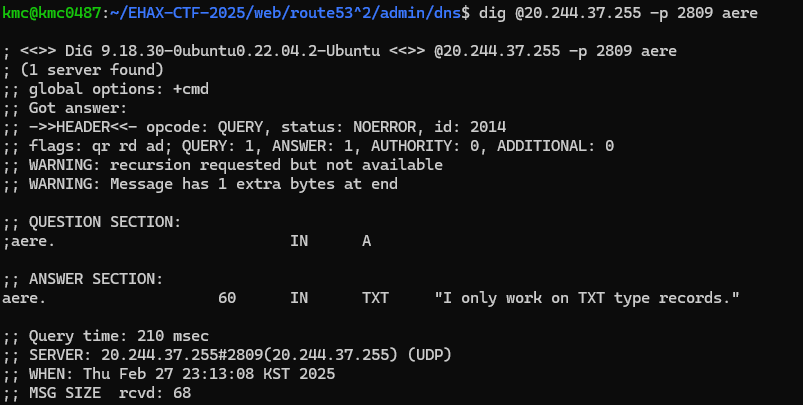 kmc@kmc0487:~/EHAX-CTF-2025/web/route53^2/admin/dns$ dig @20.244.37.255 -p 2809 aere
; <<>> DiG 9.18.30-0ubuntu0.22.04.2-Ubuntu <<>> @20.244.37.255 -p 2809 aere
; (1 server found)
;; global options: +cmd
;; Got answer:
;; ->>HEADER<<- opcode: QUERY, status: NOERROR, id: 2014
;; flags: qr rd ad; QUERY: 1, ANSWER: 1, AUTHORITY: 0, ADDITIONAL: 0
;; WARNING: recursion requested but not available
;; WARNING: Message has 1 extra bytes at end
;; QUESTION SECTION:
;aere. IN A
;; ANSWER SECTION:
aere. 60 IN TXT "I only work on TXT type records."
;; Query time: 210 msec
;; SERVER: 20.244.37.255#2809(20.244.37.255) (UDP)
;; WHEN: Thu Feb 27 23:13:08 KST 2025
;; MSG SIZE rcvd: 68